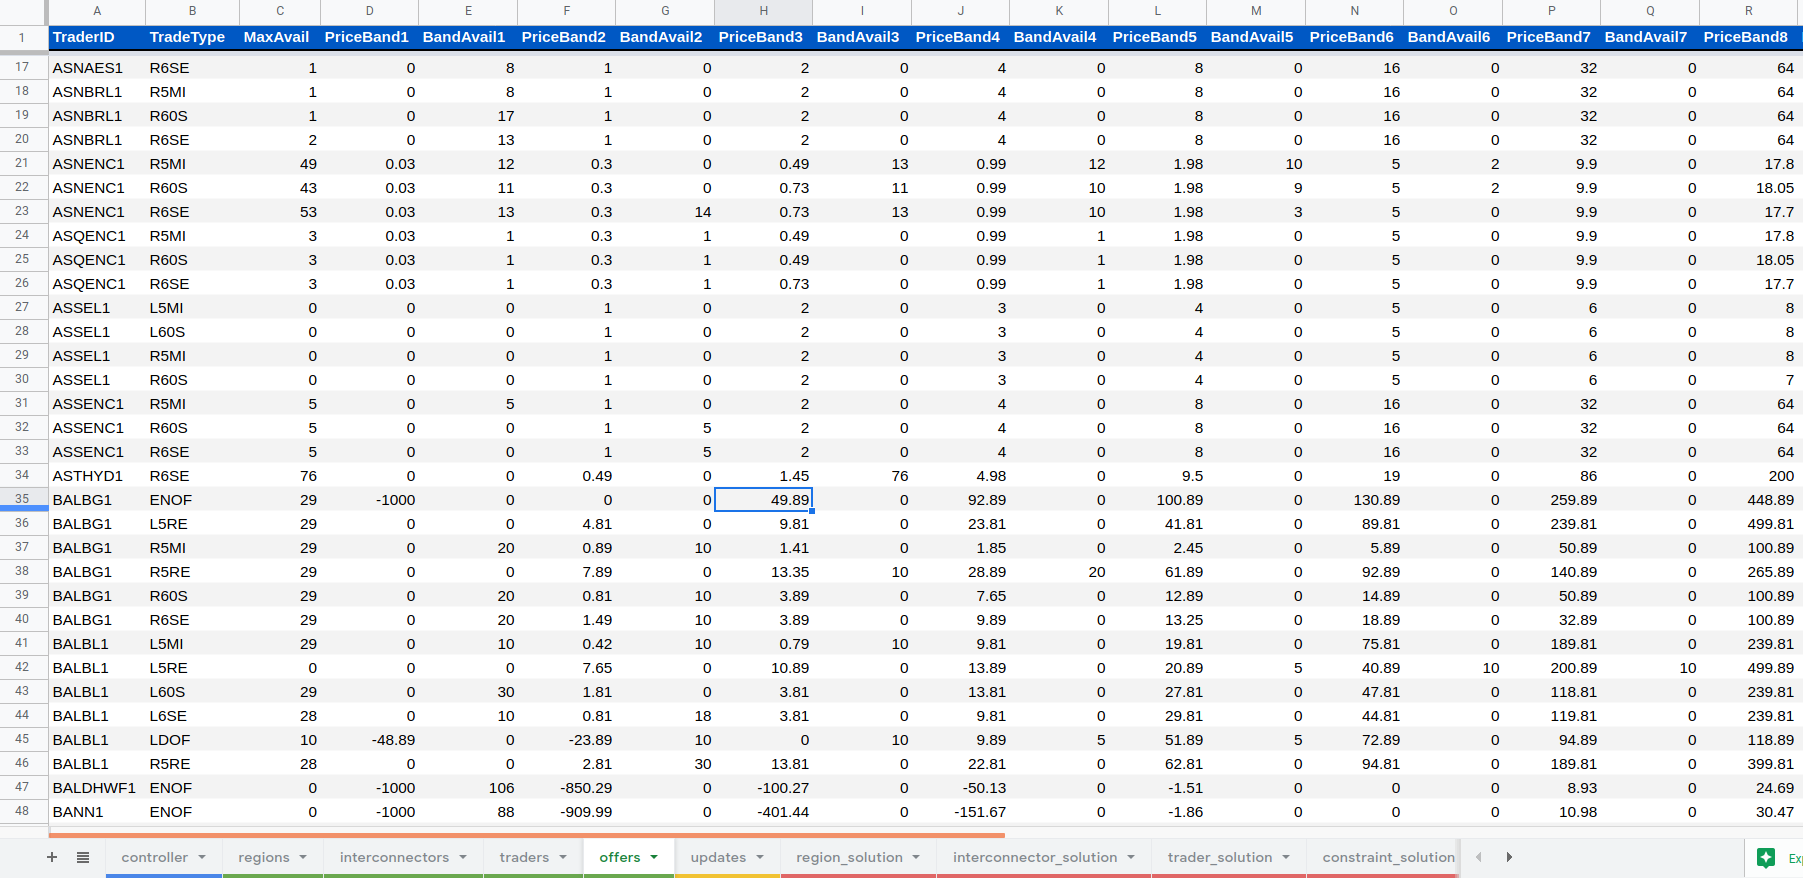 A B C D E F G H I J K L M N O P Q R
1 TraderID TradeType MaxAvail PriceBand1 BandAvail1 PriceBand2 BandAvail2 PriceBand3 BandAvail3 PriceBand4 BandAvail4 PriceBand5 BandAvail5 PriceBand6 BandAvail6 PriceBand7 BandAvail7 PriceBand8
17 ASNAES1 R6SE 1 0 8 1 0 2 0 4 0 8 0 16 0 32 0 64
18 ASNBRL1 R5MI 1 0 8 1 0 2 0 4 0 8 0 16 0 32 0 64
19 ASNBRL1 R60S 1 0 17 1 0 2 0 4 0 8 0 16 0 32 0 64
20 ASNBRL1 R6SE 2 0 13 1 0 2 0 4 0 8 0 16 0 32 0 64
21 ASNENC1 R5MI 49 0.03 12 0.3 0 0.49 13 0.99 12 1.98 10 5 2 9.9 0 17.8
22 ASNENC1 R60S 43 0.03 11 0.3 0 0.73 11 0.99 10 1.98 9 5 2 9.9 0 18.05
23 ASNENC1 R6SE 53 0.03 13 0.3 14 0.73 13 0.99 10 1.98 3 5 0 9.9 0 17.7
24 ASQENC1 R5MI 3 0.03 1 0.3 1 0.49 0 0.99 1 1.98 0 5 0 9.9 0 17.8
25 ASQENC1 R60S 3 0.03 1 0.3 1 0.49 0 0.99 1 1.98 0 5 0 9.9 0 18.05
26 ASQENC1 R6SE 3 0.03 1 0.3 1 0.73 0 0.99 1 1.98 0 5 0 9.9 0 17.7
27 ASSEL1 L5MI 0 0 0 1 0 2 0 3 0 4 0 5 0 6 0 8
28 ASSEL1 L60S 0 0 0 1 0 2 0 3 0 4 0 5 0 6 0 8
29 ASSEL1 R5MI 0 0 0 1 0 2 0 3 0 4 0 5 0 6 0 8
30 ASSEL1 R60S 0 0 0 1 0 2 0 3 0 4 0 5 0 6 0 7
31 ASSENC1 R5MI 5 0 5 1 0 2 0 4 0 8 0 16 0 32 0 64
32 ASSENC1 R60S 5 0 0 1 5 2 0 4 0 8 0 16 0 32 0 64
33 ASSENC1 R6SE 5 0 0 1 5 2 0 4 0 8 0 16 0 32 0 64
34 ASTHYD1 R6SE 76 0 0 0.49 0 1.45 76 4.98 0 9.5 0 19 0 86 0 200
35 BALBG1 ENOF 29 -1000 0 0 0 49.89 0 92.89 0 100.89 0 130.89 0 259.89 0 448.89
36 BALBG1 L5RE 29 0 0 4.81 0 9.81 0 23.81 0 41.81 0 89.81 0 239.81 0 499.81
37 BALBG1 R5MI 29 0 20 0.89 10 1.41 0 1.85 0 2.45 0 5.89 0 50.89 0 100.89
38 BALBG1 R5RE 29 0 0 7.89 0 13.35 10 28.89 20 61.89 0 92.89 0 140.89 0 265.89
39 BALBG1 R60S 29 0 20 0.81 10 3.89 0 7.65 0 12.89 0 14.89 0 50.89 0 100.89
40 BALBG1 R6SE 29 0 20 1.49 10 3.89 0 9.89 0 13.25 0 18.89 0 32.89 0 100.89
41 BALBL1 L5MI 29 0 10 0.42 10 0.79 10 9.81 0 19.81 0 75.81 0 189.81 0 239.81
42 BALBL1 L5RE 0 0 0 7.65 0 10.89 0 13.89 0 20.89 5 40.89 10 200.89 10 499.89
43 BALBL1 L60S 29 0 30 1.81 0 3.81 0 13.81 0 27.81 0 47.81 0 118.81 0 239.81
44 BALBL1 L6SE 28 0 10 0.81 18 3.81 0 9.81 0 29.81 0 44.81 0 119.81 0 239.81
45 BALBL1 LDOF 10 -48.89 0 -23.89 10 0 10 9.89 5 51.89 5 72.89 0 94.89 0 118.89
46 BALBL1 R5RE 28 0 0 2.81 30 13.81 0 22.81 0 62.81 0 94.81 0 189.81 0 399.81
47 BALDHWF1 ENOF 0 -1000 106 -850.29 0 -100.27 0 -50.13 0 -1.51 0 0 0 8.93 0 24.69
48 BANN1 ENOF 0 -1000 88 -909.99 0 -401.44 0 -151.67 0 -1.86 0 0 0 10.98 0 30.47
+ controller regions interconnectors traders offers updates region_solution interconnector_solution trader_solution constraint_solution